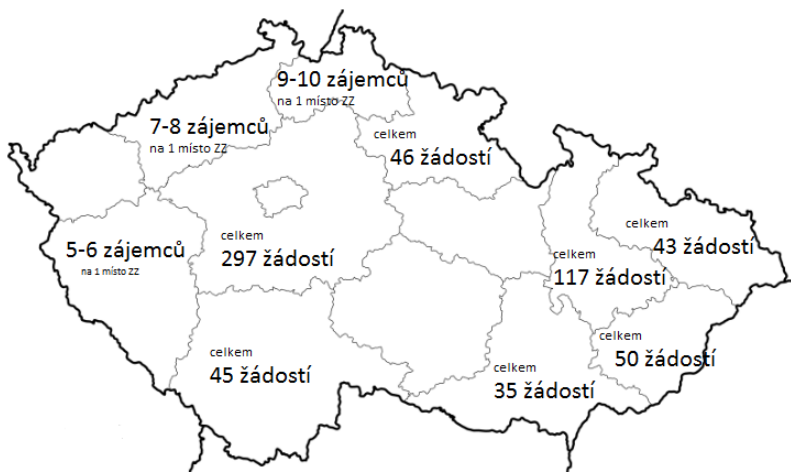 9-10 zájemců
na 1 místo ZZ
7-8 zájemců
na 1 místo ZZ
celkem
46 žádostí
5-6 zájemců
na 1 místo ZZ
celkem
297 žádostí
celkem
43 žádostí
celkem
117 žádostí
celkem
45 žádostí
celkem
35 žádostí
celkem
50 žádostí